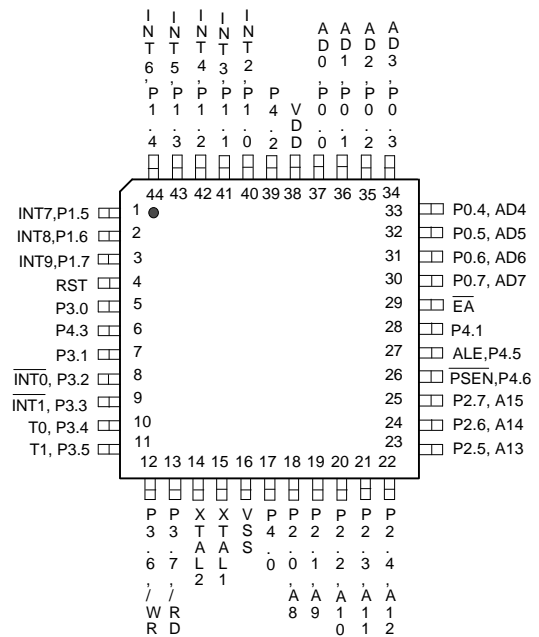 INT6,P1.4
INT5,P1.3
INT4,P1.2
INT3,P1.1
INT2,P1.0
P4.2
VDD
AD0,P0.0
AD1,P0.1
AD2,P0.2
AD3,P0.3
44 43 42 41 40 39 38 37 36 35 34
INT7,P1.5 1
INT8,P1.6 2
INT9,P1.7 3
RST 4
P3.0 5
P4.3 6
P3.1 7
INT0, P3.2 8
INT1, P3.3 9
T0, P3.4 10
T1, P3.5 11
33 P0.4, AD4
32 P0.5, AD5
31 P0.6, AD6
30 P0.7, AD7
29 EA
28 P4.1
27 ALE,P4.5
26 PSEN,P4.6
25 P2.7, A15
24 P2.6, A14
23 P2.5, A13
12 13 14 15 16 17 18 19 20 21 22
P3.6,/WR
P3.7,/RD
XTAL2
XTAL1
VSS
P4.0
P2.0,A8
P2.1,A9
P2.2,A10
P2.3,A11
P2.4,A12